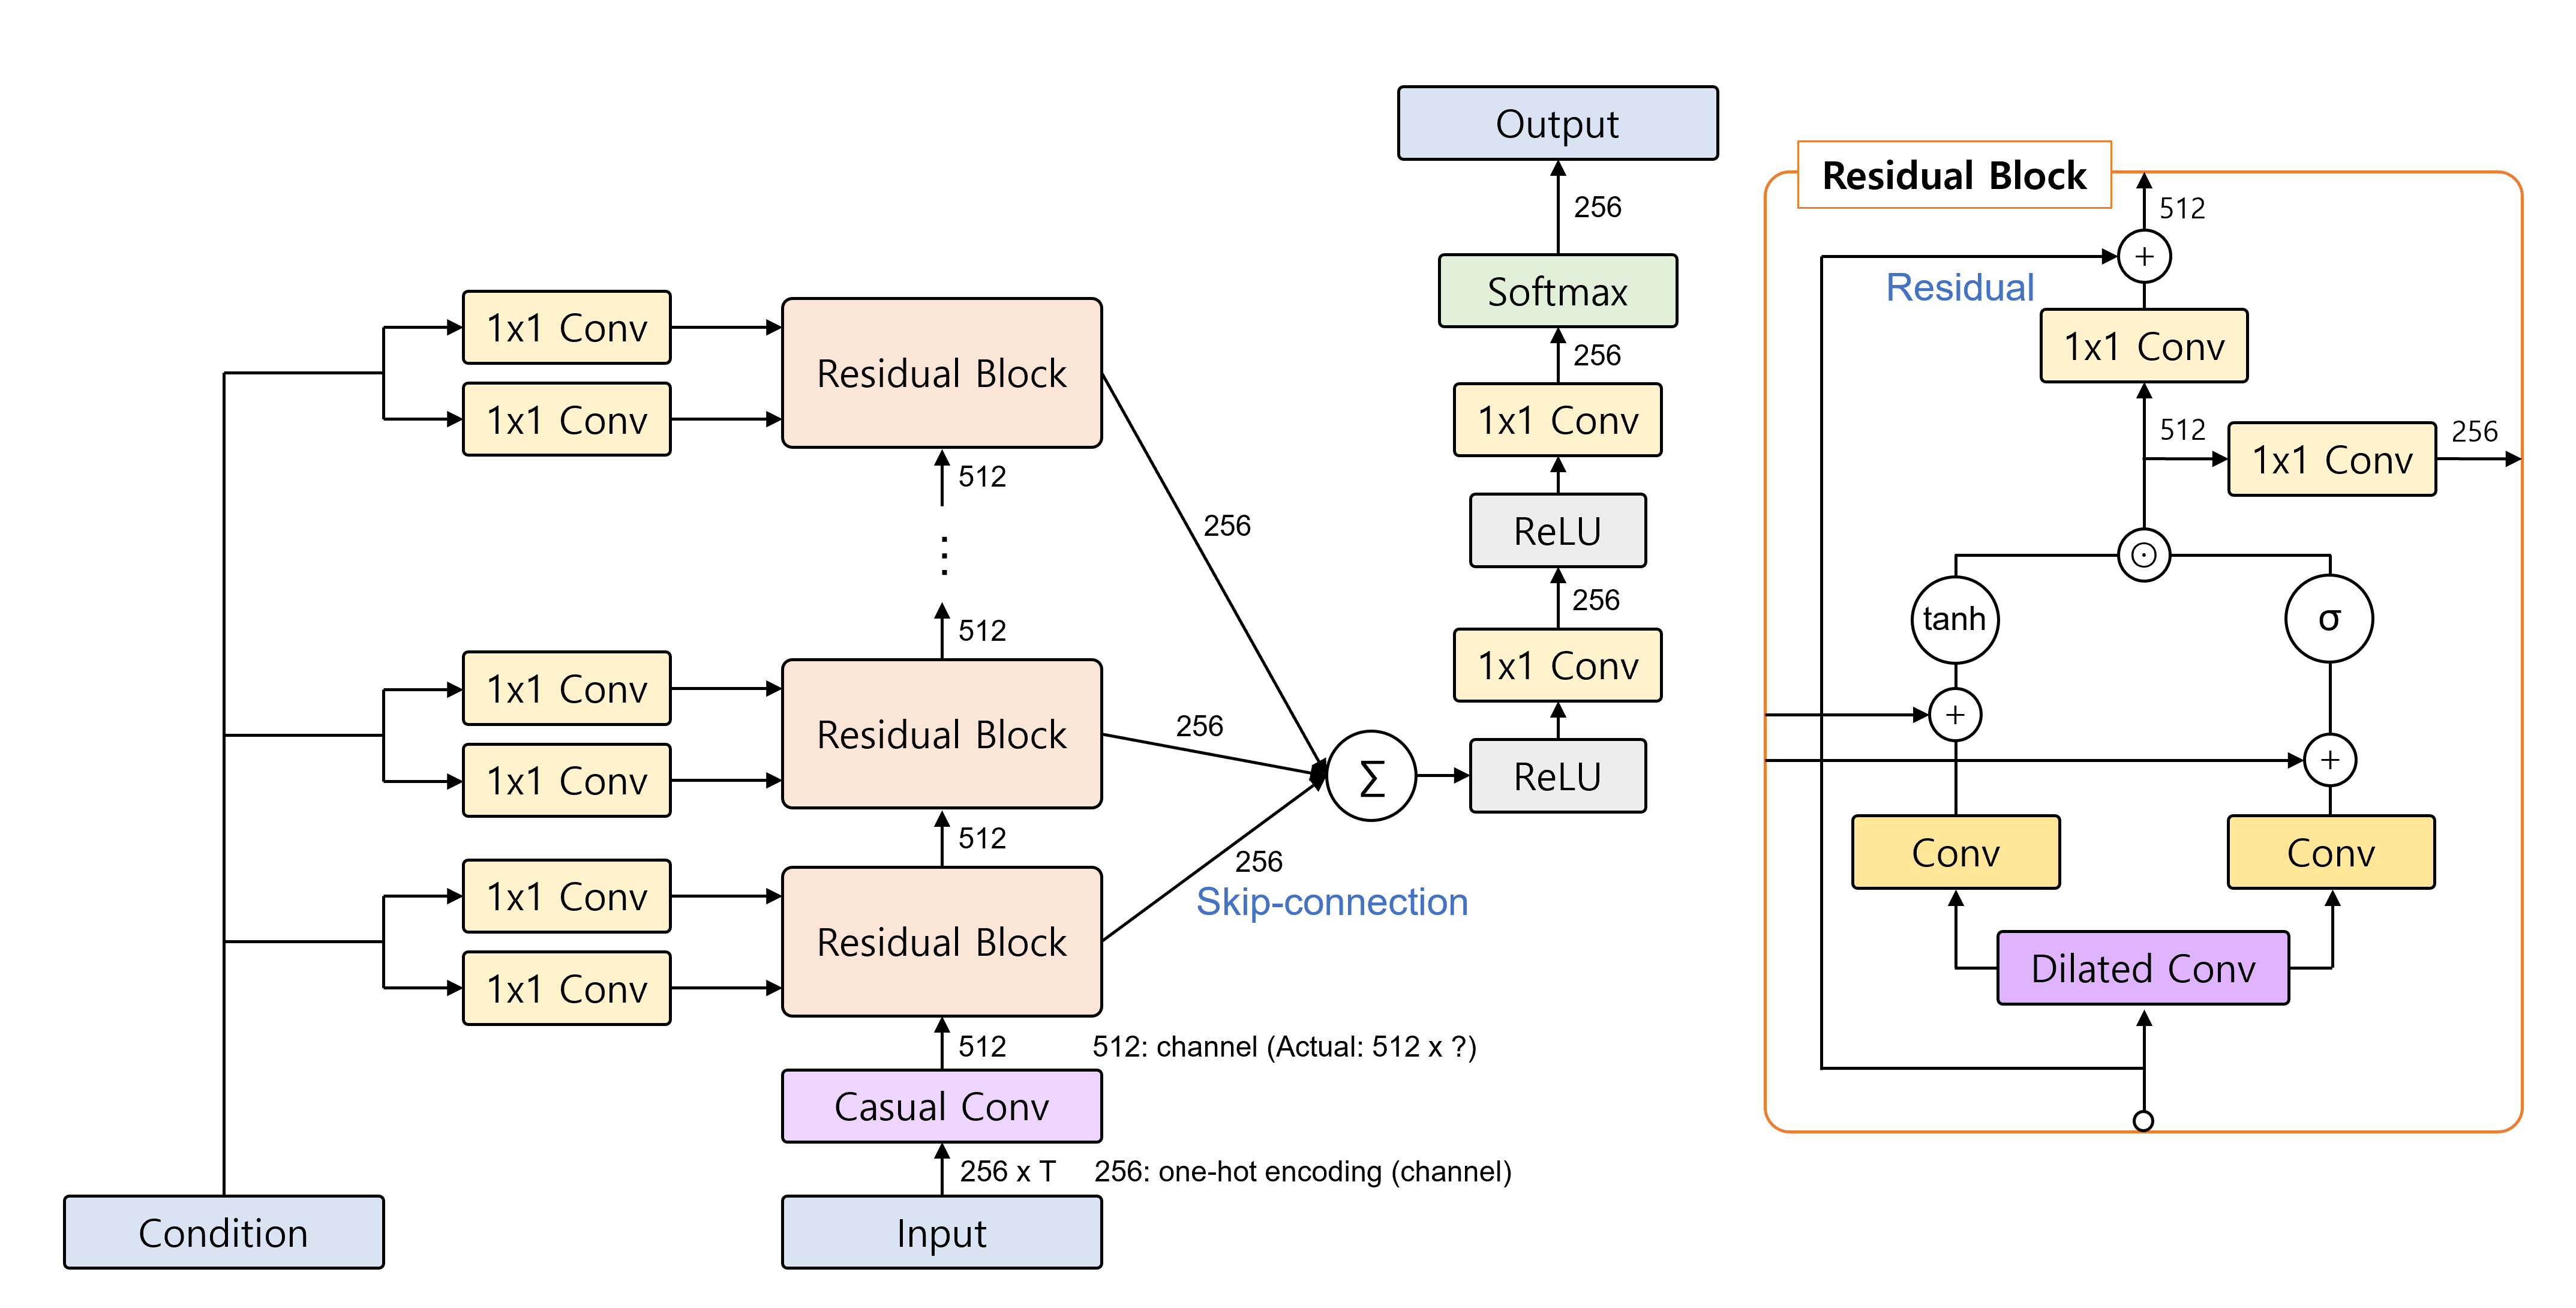 Output
256
Softmax
256
1x1 Conv
ReLU
256
1x1 Conv
ReLU
∑
1x1 Conv
1x1 Conv
Residual Block
512
⋮
512
256
1x1 Conv
1x1 Conv
Residual Block
256
512
1x1 Conv
1x1 Conv
Residual Block
256
Skip-connection
512
512: channel (Actual: 512 x ?)
Casual Conv
256 x T
256: one-hot encoding (channel)
Condition
Input
Residual Block
512
+
Residual
1x1 Conv
512
1x1 Conv
256
⊙
tanh
σ
+
+
Conv
Conv
Dilated Conv